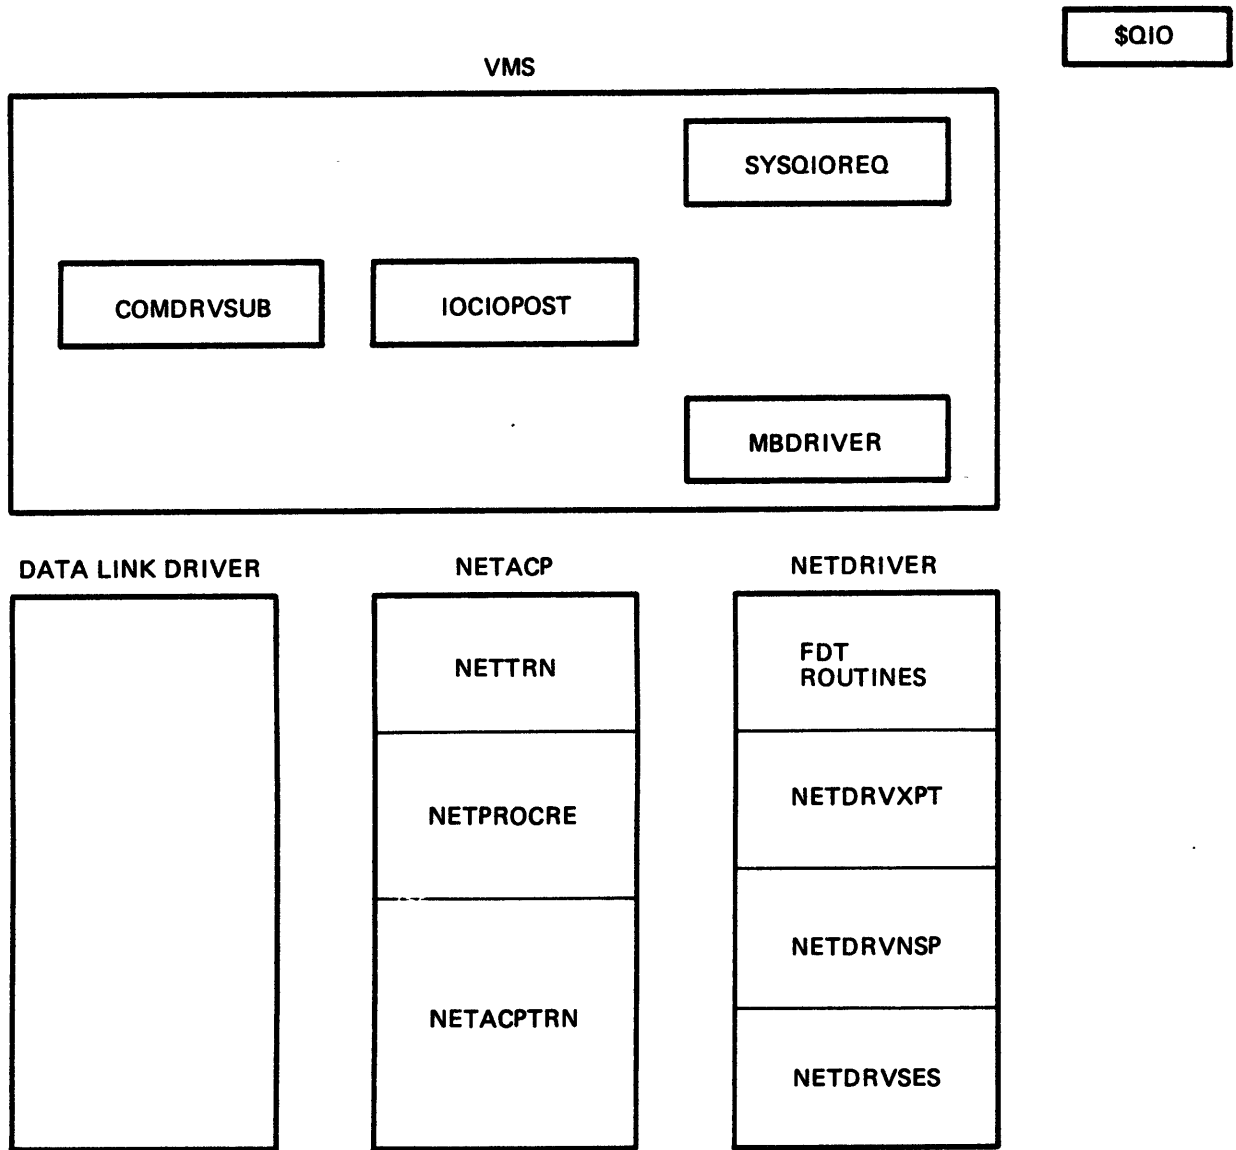 $QIO
VMS
SYSQIOREQ
COMDRVSUB
IOCIOPOST
MBDRIVER
DATA LINK DRIVER
NETACP
NETDRIVER
NETTRN
NETPROCRE
NETACPTRN
FDT
ROUTINES
NETDRVXPT
NETDRVNSP
NETDRVSES